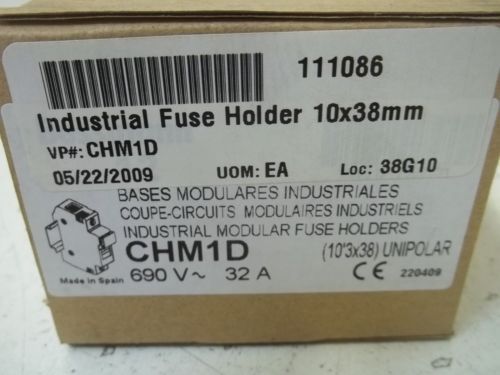 111086
Industrial Fuse Holder 10x38mm
VP#: CHM1D
05/22/2009 UOM: EA Loc: 38G10
BASES MODULARES INDUSTRIALES
COUPE-CIRCUITS MODULAIRES INDUSTRIELS
INDUSTRIAL MODULAR FUSE HOLDERS
CHM1D (10'3x38) UNIPOLAR
Made in Spain 690 V~ 32 A CE 220409